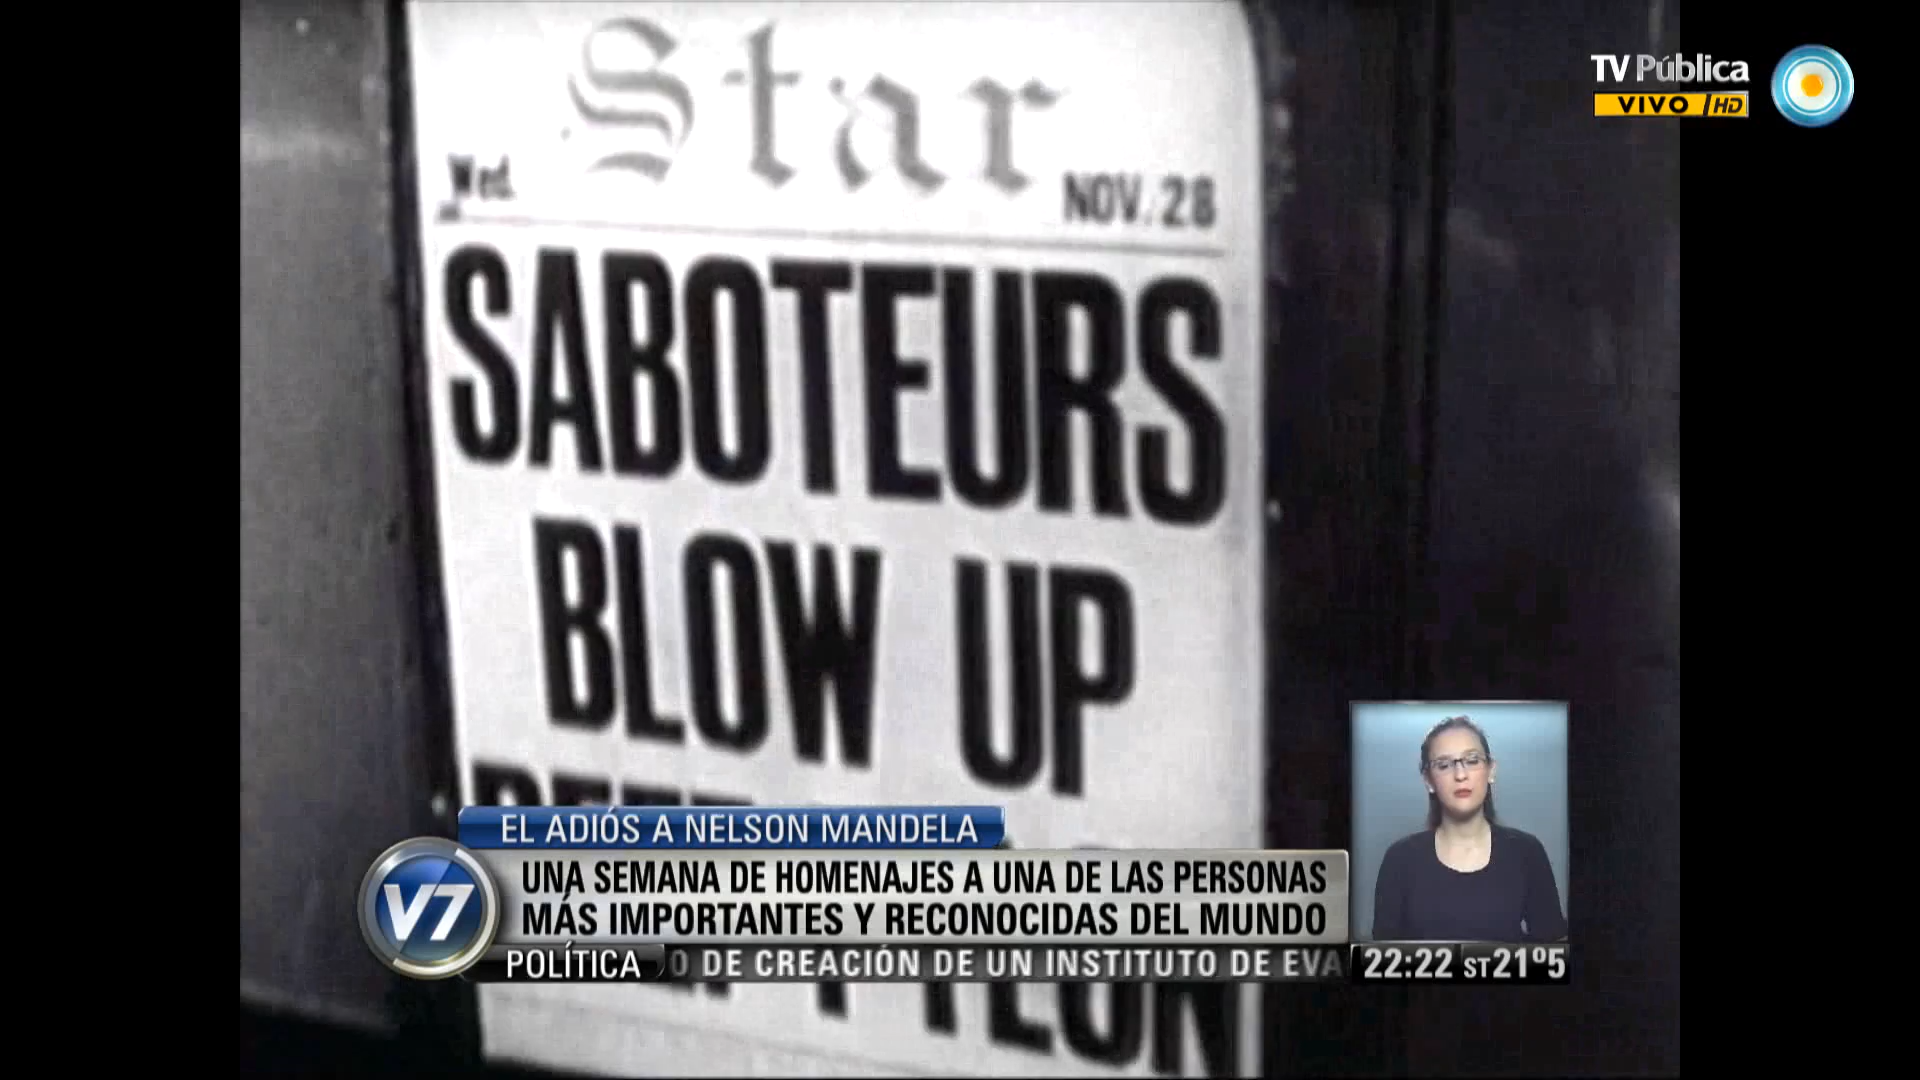 Star
Wed.
NOV. 28
SABOTEURS
BLOW UP
PYLON
TV Pública
VIVO HD
EL ADIÓS A NELSON MANDELA
V7
UNA SEMANA DE HOMENAJES A UNA DE LAS PERSONAS
MÁS IMPORTANTES Y RECONOCIDAS DEL MUNDO
POLÍTICA
O DE CREACIÓN DE UN INSTITUTO DE EVA
22:22 ST 21º5